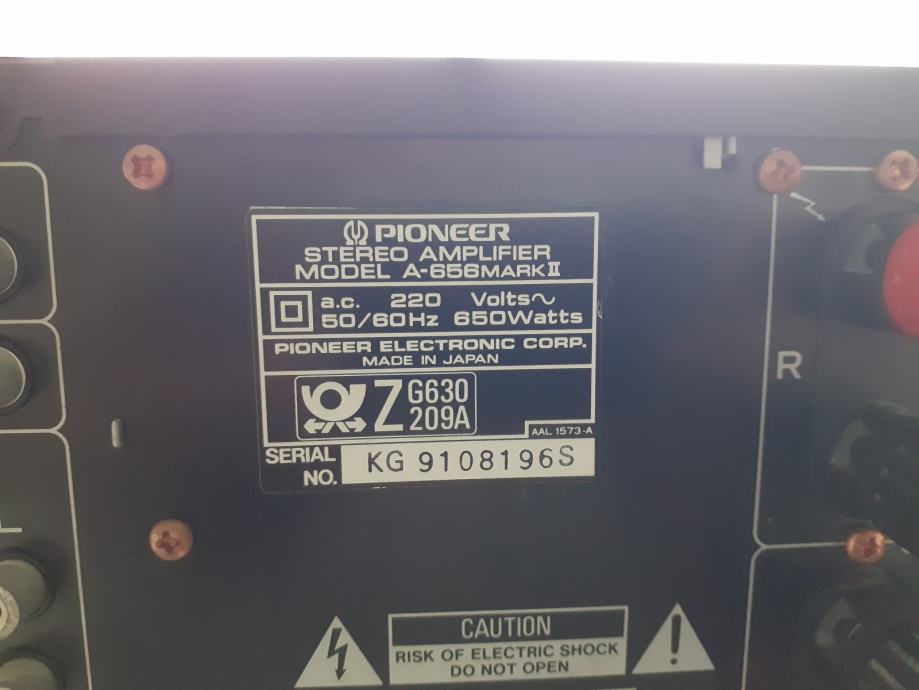 PIONEER
STEREO AMPLIFIER
MODEL A-656MARKⅡ
a.c. 220 Volts~
50/60Hz 650Watts
PIONEER ELECTRONIC CORP.
MADE IN JAPAN
Z G630
209A
AAL 1573-A
SERIAL NO. KG 9108196S
R
L
CAUTION
RISK OF ELECTRIC SHOCK
DO NOT OPEN